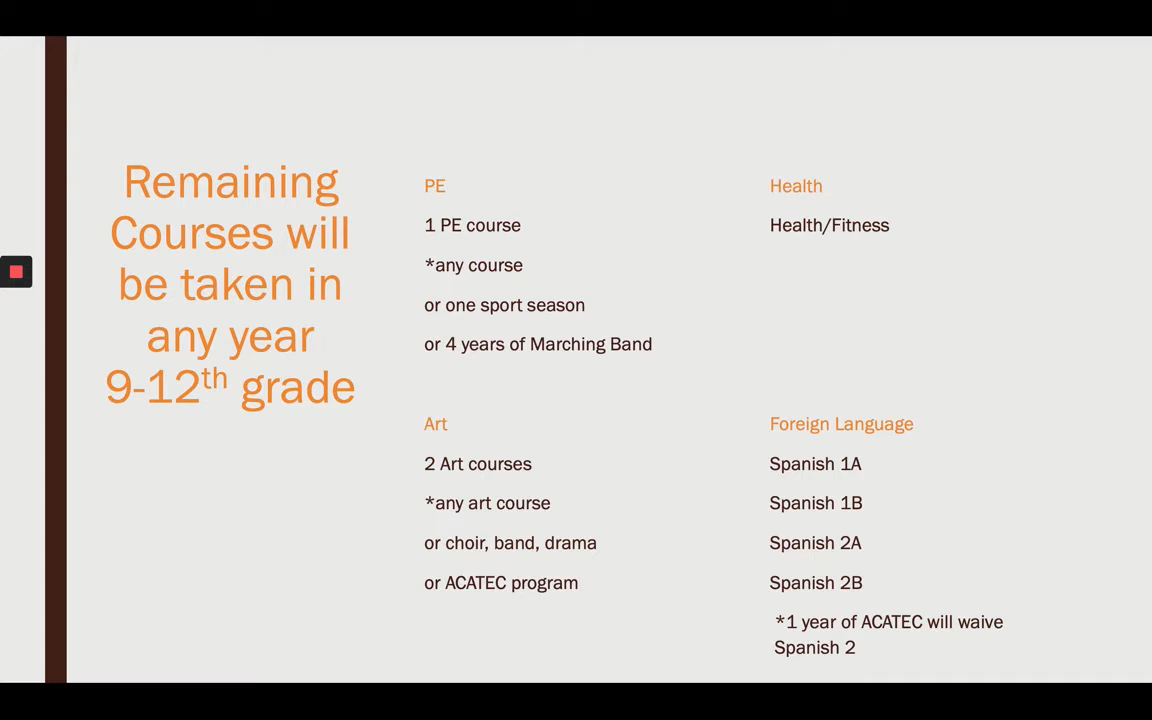 Remaining
Courses will
be taken in
any year
9-12th grade
PE
1 PE course
*any course
or one sport season
or 4 years of Marching Band
Health
Health/Fitness
Art
2 Art courses
*any art course
or choir, band, drama
or ACATEC program
Foreign Language
Spanish 1A
Spanish 1B
Spanish 2A
Spanish 2B
*1 year of ACATEC will waive
Spanish 2